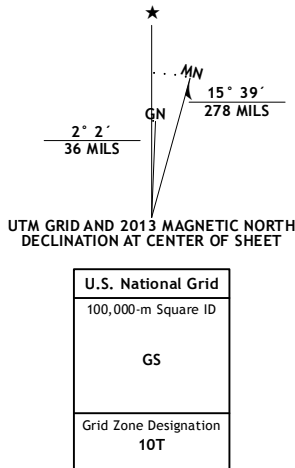 MN
GN
15° 39´
278 MILS
2° 2´
36 MILS
UTM GRID AND 2013 MAGNETIC NORTH
DECLINATION AT CENTER OF SHEET
U.S. National Grid
100,000-m Square ID
GS
Grid Zone Designation
10T